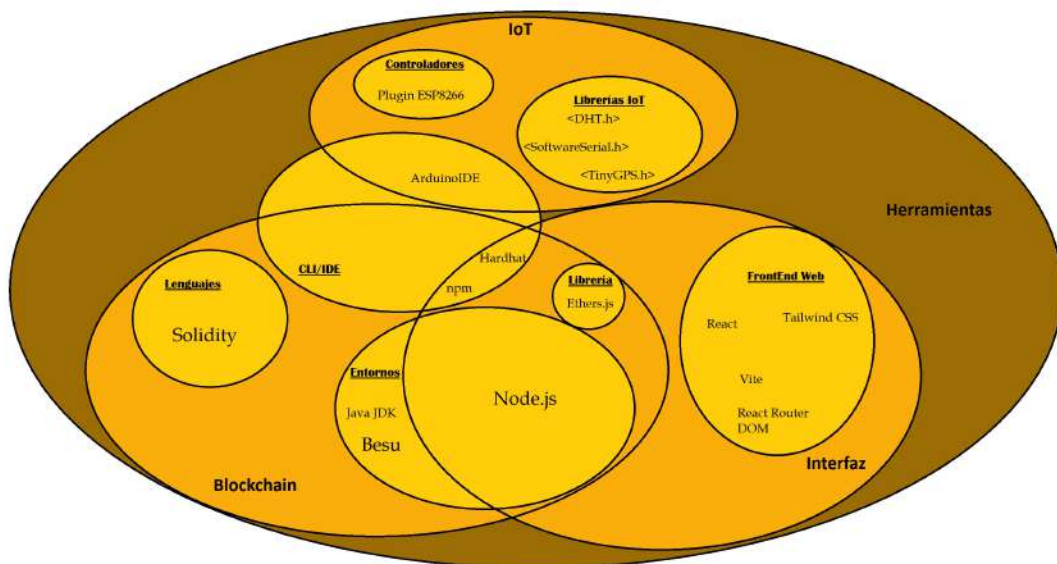 IoT
Controladores
Plugin ESP8266
Librerías IoT
<DHT.h>
<SoftwareSerial.h>
<TinyGPS.h>
ArduinoIDE
Herramientas
CLI/IDE
Hardhat
npm
Lenguajes
Solidity
Librería
Ethers.js
FrontEnd Web
React
Tailwind CSS
Vite
React Router
DOM
Entornos
Java JDK
Besu
Node.js
Blockchain
Interfaz